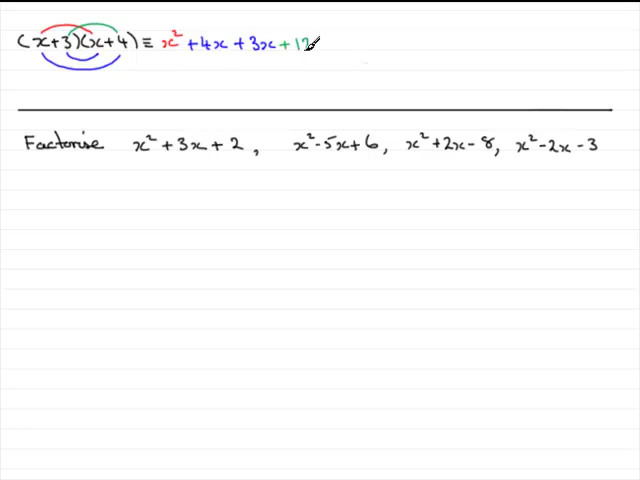 (x+3)(x+4) ≡ x² + 4x + 3x + 12
Factorise x² + 3x + 2, x² - 5x + 6, x² + 2x - 8, x² - 2x - 3